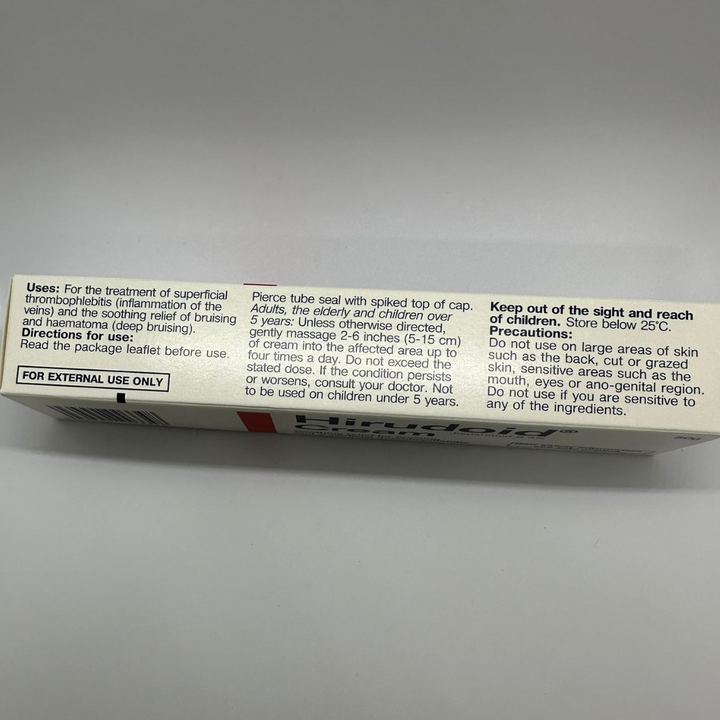 Uses: For the treatment of superficial
thrombophlebitis (inflammation of the
veins) and the soothing relief of bruising
and haematoma (deep bruising).
Directions for use:
Read the package leaflet before use.
FOR EXTERNAL USE ONLY
Pierce tube seal with spiked top of cap.
Adults, the elderly and children over
5 years: Unless otherwise directed,
gently massage 2-6 inches (5-15 cm)
of cream into the affected area up to
four times a day. Do not exceed the
stated dose. If the condition persists
or worsens, consult your doctor. Not
to be used on children under 5 years.
Keep out of the sight and reach
of children. Store below 25°C.
Precautions:
Do not use on large areas of skin
such as the back, cut or grazed
skin, sensitive areas such as the
mouth, eyes or ano-genital region.
Do not use if you are sensitive to
any of the ingredients.
Hirudoid®
Cream
50g